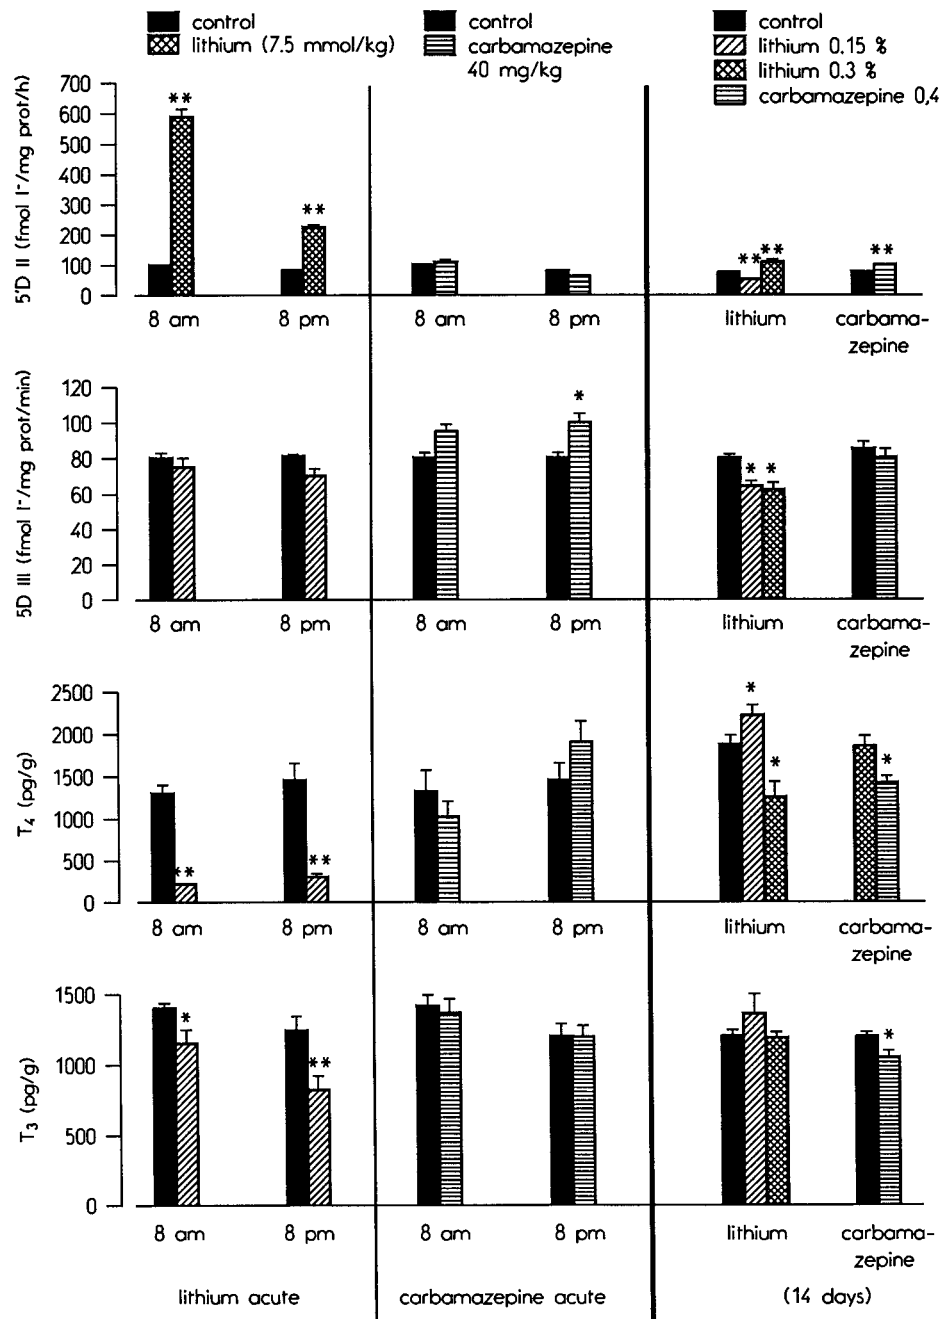 control
lithium (7.5 mmol/kg)
control
carbamazepine
40 mg/kg
control
lithium 0.15 %
lithium 0.3 %
carbamazepine 0,4
5'D II (fmol I⁻/mg prot/h)
700
600
500
400
300
200
100
0
**
**
**
**
**
8 am
8 pm
8 am
8 pm
lithium
carbama-
zepine
5D III (fmol I⁻/mg prot/min)
120
100
80
60
40
20
0
*
*
*
8 am
8 pm
8 am
8 pm
lithium
carbama-
zepine
T₄ (pg/g)
2500
2000
1500
1000
500
0
**
**
*
*
*
8 am
8 pm
8 am
8 pm
lithium
carbama-
zepine
T₃ (pg/g)
1500
1000
500
0
*
**
*
8 am
8 pm
8 am
8 pm
lithium
carbama-
zepine
lithium acute
carbamazepine acute
(14 days)